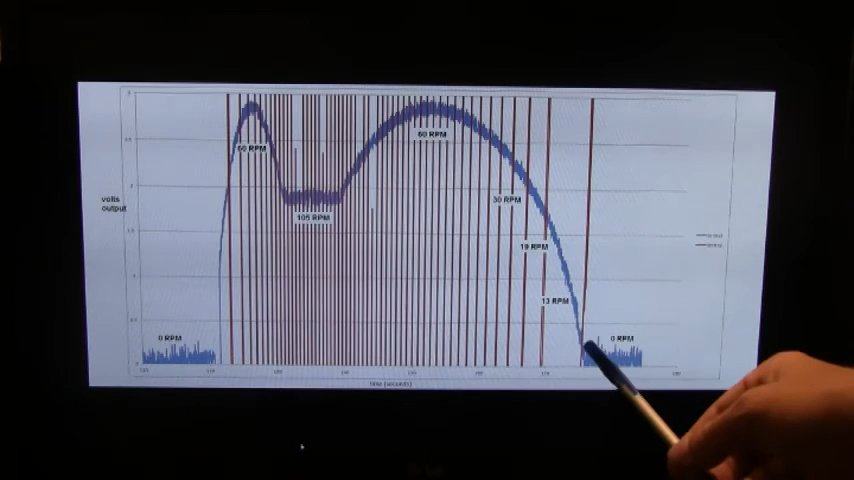 60 RPM
60 RPM
volts
output
30 RPM
105 RPM
19 RPM
13 RPM
0 RPM
0 RPM
time (seconds)